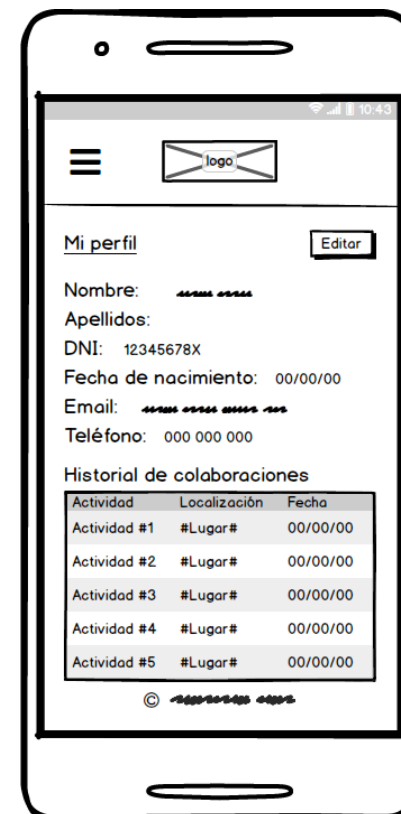 10:43
logo
Mi perfil Editar
Nombre:
Apellidos:
DNI: 12345678X
Fecha de nacimiento: 00/00/00
Email:
Teléfono: 000 000 000
Historial de colaboraciones
Actividad Localización Fecha
Actividad #1 #Lugar# 00/00/00
Actividad #2 #Lugar# 00/00/00
Actividad #3 #Lugar# 00/00/00
Actividad #4 #Lugar# 00/00/00
Actividad #5 #Lugar# 00/00/00
©